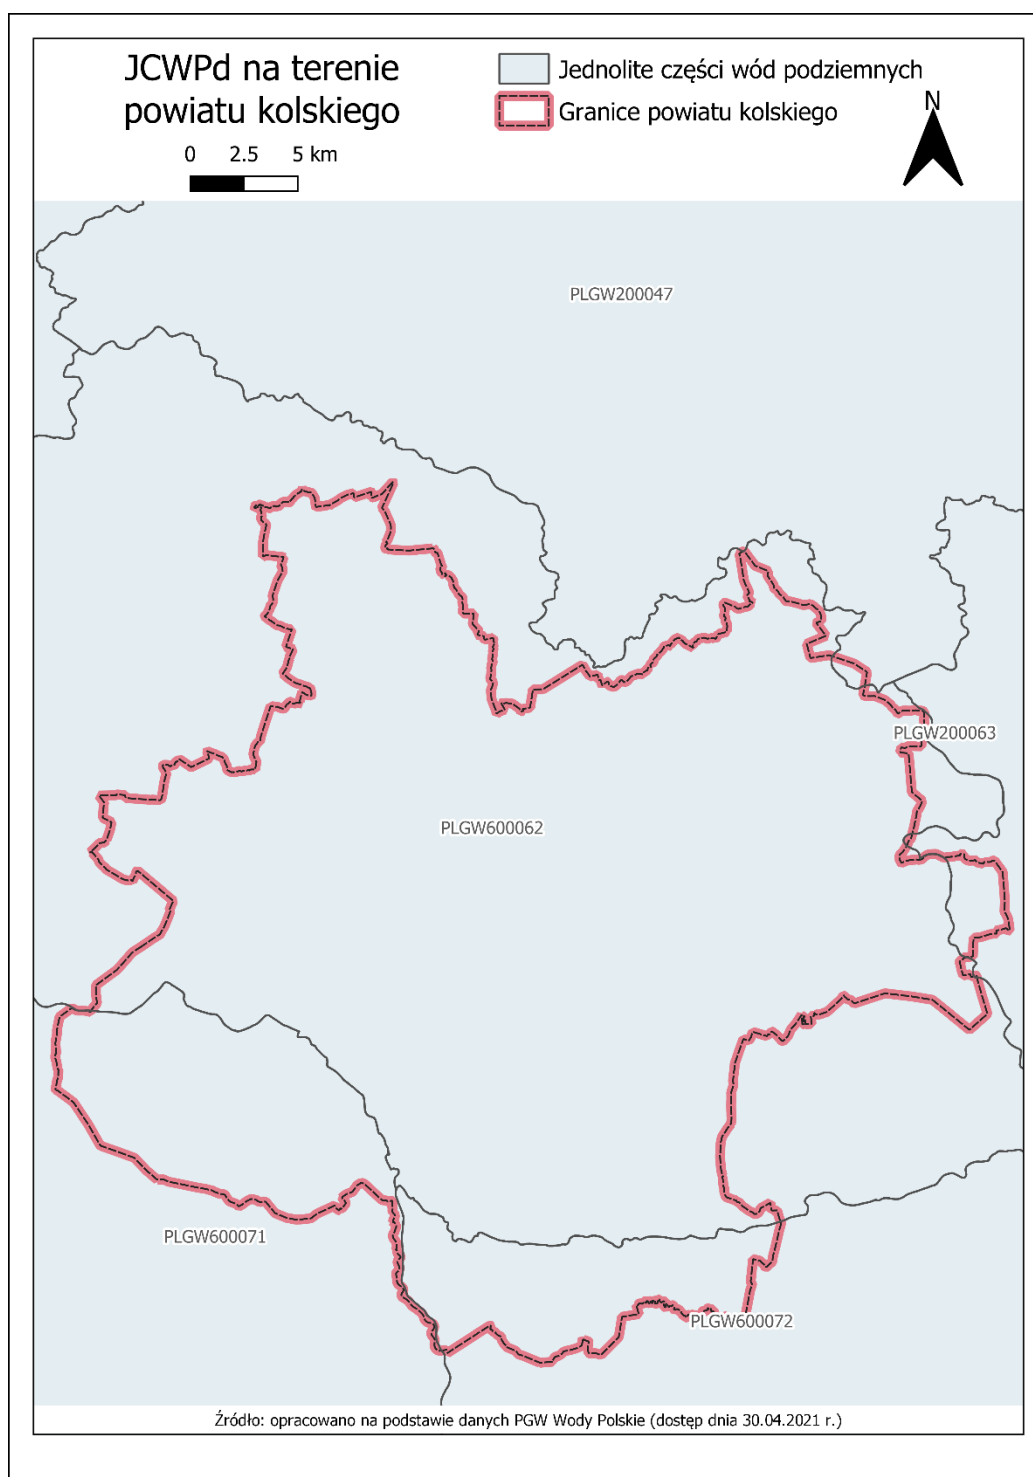 JCWPd na terenie
powiatu kolskiego
0 2.5 5 km
Jednolite części wód podziemnych
Granice powiatu kolskiego
N
PLGW200047
PLGW200063
PLGW600062
PLGW600071
PLGW600072
Źródło: opracowano na podstawie danych PGW Wody Polskie (dostęp dnia 30.04.2021 r.)